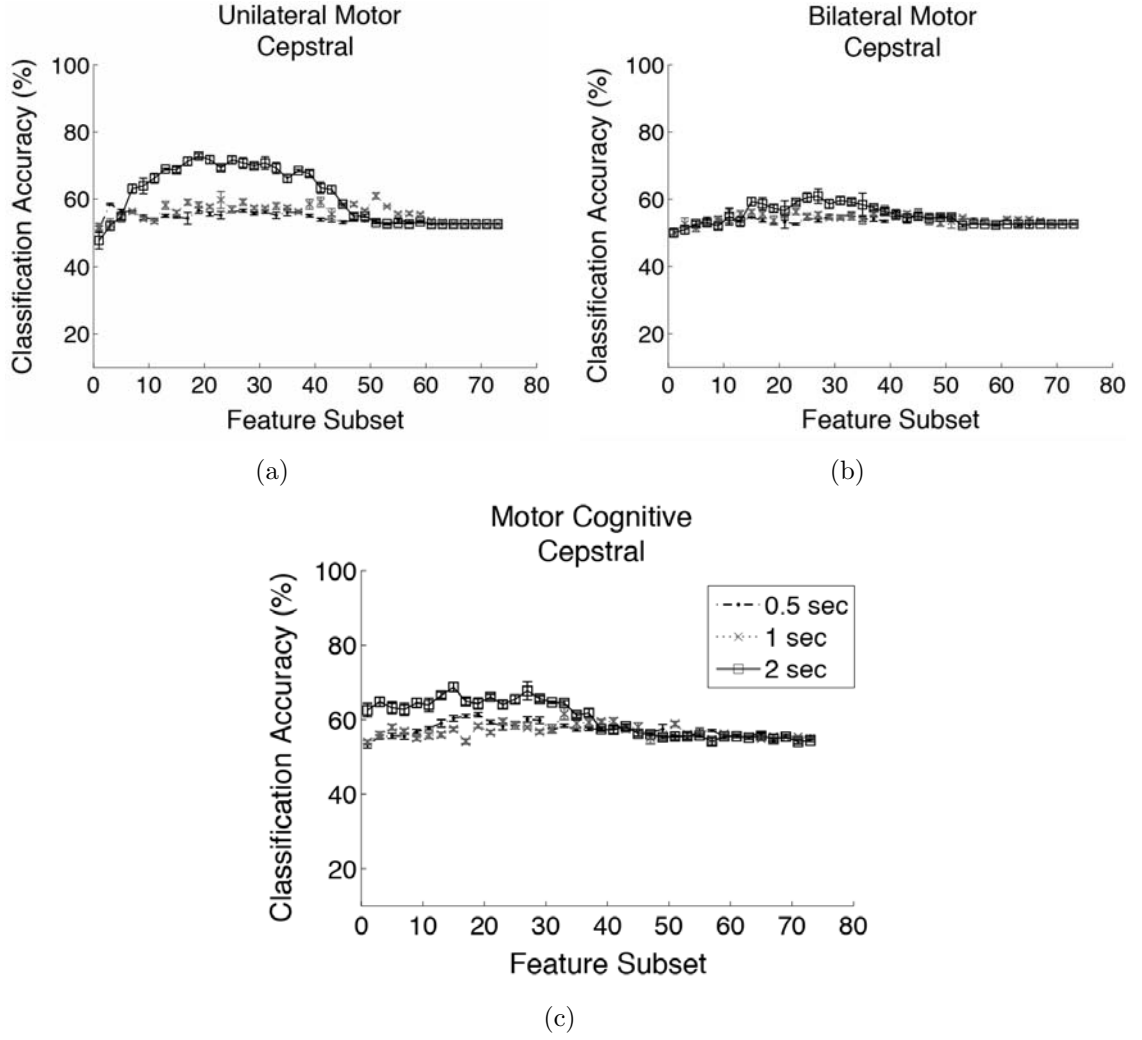 Unilateral Motor
Cepstral
Classification Accuracy (%)
100
80
60
40
20
0 10 20 30 40 50 60 70 80
Feature Subset
(a)
Bilateral Motor
Cepstral
Classification Accuracy (%)
100
80
60
40
20
0 10 20 30 40 50 60 70 80
Feature Subset
(b)
Motor Cognitive
Cepstral
Classification Accuracy (%)
100
80
60
40
20
0 10 20 30 40 50 60 70 80
Feature Subset
0.5 sec
1 sec
2 sec
(c)